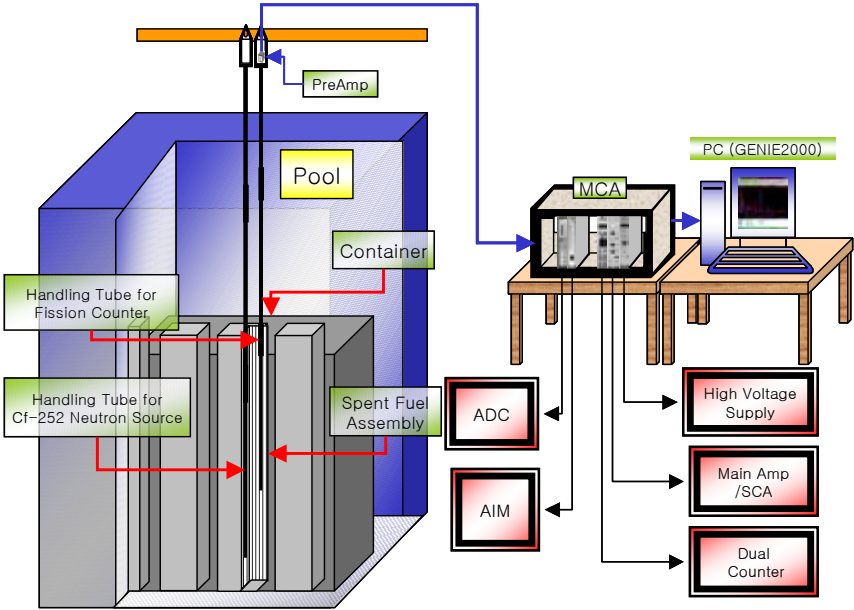 PreAmp
Pool
PC (GENIE2000)
MCA
Container
Handling Tube for
Fission Counter
Handling Tube for
Cf-252 Neutron Source
Spent Fuel
Assembly
ADC
High Voltage
Supply
AIM
Main Amp
/SCA
Dual
Counter